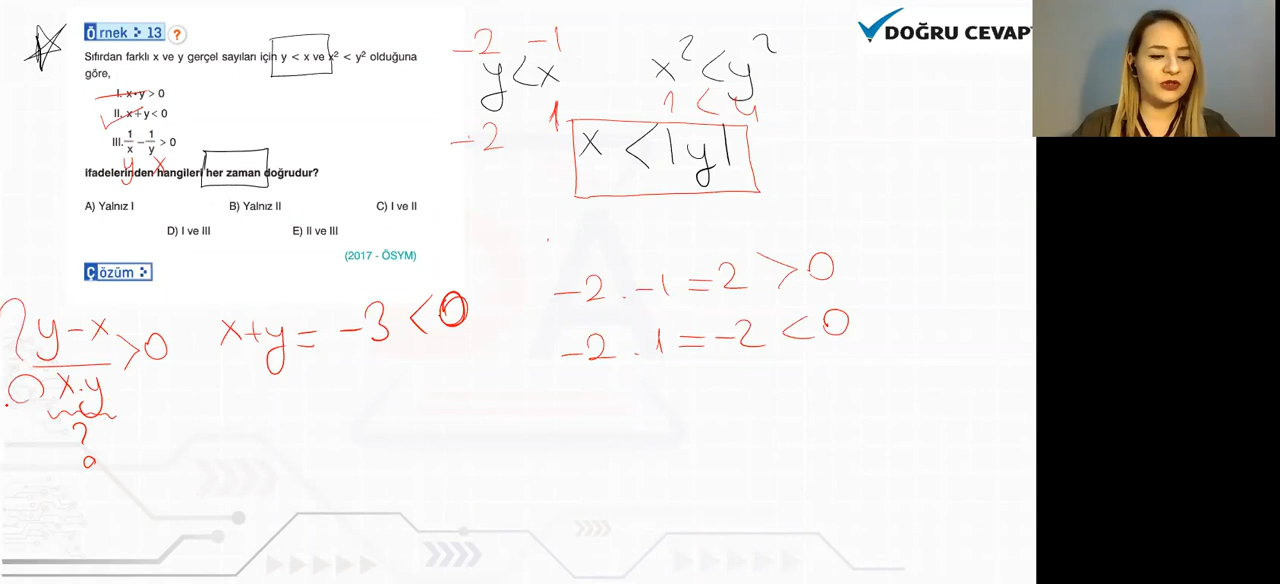 Örnek 13 ?
Sıfırdan farklı x ve y gerçel sayıları için y < x ve x² < y² olduğuna
göre,
I. x•y > 0
II. x+y < 0
III. 1/x − 1/y > 0
y x
ifadelerinden hangileri her zaman doğrudur?
A) Yalnız I
B) Yalnız II
C) I ve II
D) I ve III
E) II ve III
(2017 - ÖSYM)
Çözüm
-2 -1
y < x
1
-2
x² < y²
1 < 4
x < |y|
DOĞRU CEVAP
-2 . -1 = 2 > 0
-2 . 1 = -2 < 0
x+y = -3 < 0
y-x
> 0
x.y
?